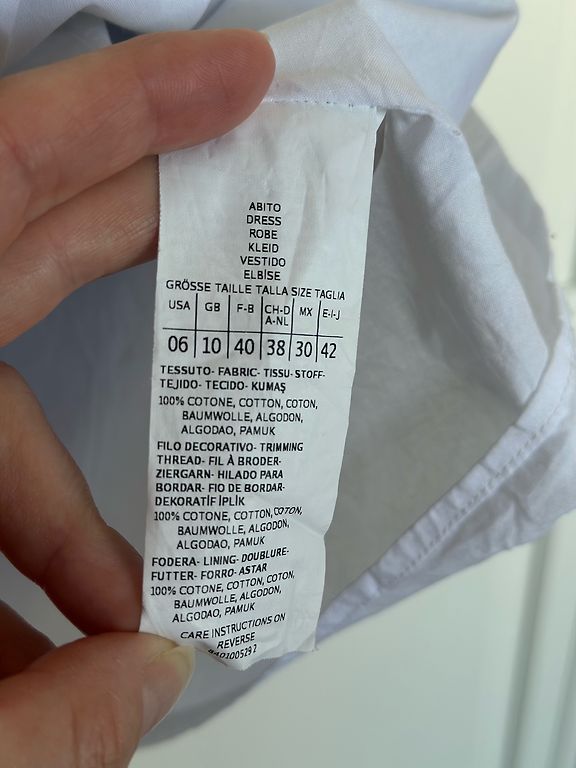 ABITO
DRESS
ROBE
KLEID
VESTIDO
ELBİSE
GRÖSSE TAILLE TALLA SIZE TAGLIA
USA GB F-B CH-D A-NL MX E-I-J
06 10 40 38 30 42
TESSUTO- FABRIC- TISSU-STOFF-
TEJIDO- TECIDO- KUMAŞ
100% COTONE, COTTON, COTON,
BAUMWOLLE, ALGODON,
ALGODAO, PAMUK
FILO DECORATIVO- TRIMMING
THREAD- FIL À BRODER-
ZIERGARN- HILADO PARA
BORDAR- FIO DE BORDAR-
DEKORATİF İPLİK
100% COTONE, COTTON, COTON,
BAUMWOLLE, ALGODON,
ALGODAO, PAMUK
FODERA- LINING- DOUBLURE-
FUTTER- FORRO- ASTAR
100% COTONE, COTTON, COTON,
BAUMWOLLE, ALGODON,
ALGODAO, PAMUK
CARE INSTRUCTIONS ON
REVERSE